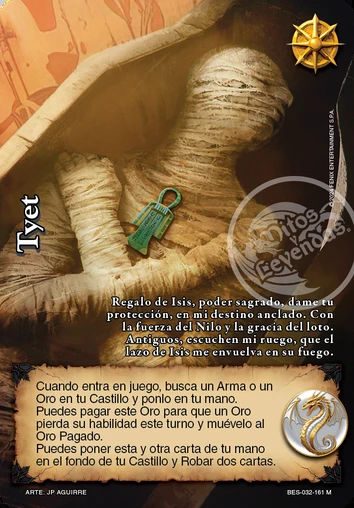 Tyet
© 2023 FENIX ENTERTAINMENT S.P.A.
Mitos
y
Leyendas
Regalo de Isis, poder sagrado, dame tu
protección, en mi destino anclado. Con
la fuerza del Nilo y la gracia del loto.
Antiguos, escuchen mi ruego, que el
lazo de Isis me envuelva en su fuego.
Cuando entra en juego, busca un Arma o un
Oro en tu Castillo y ponlo en tu mano.
Puedes pagar este Oro para que un Oro
pierda su habilidad este turno y muévelo al
Oro Pagado.
Puedes poner esta y otra carta de tu mano
en el fondo de tu Castillo y Robar dos cartas.
ARTE: JP AGUIRRE
BES-032-161 M